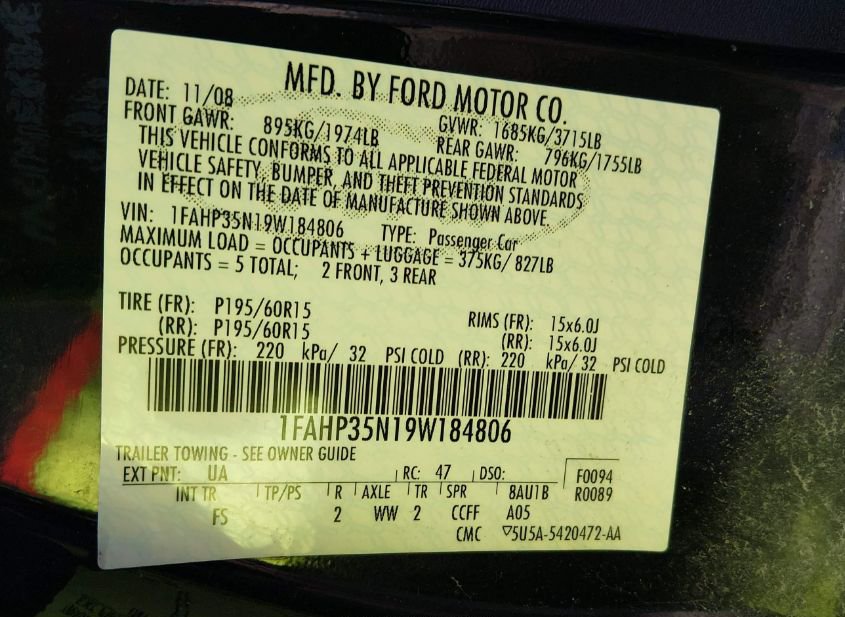 MFD. BY FORD MOTOR CO.
DATE: 11/08 GVWR: 1685KG/3715LB
FRONT GAWR: 895KG/1974LB REAR GAWR: 796KG/1755LB
THIS VEHICLE CONFORMS TO ALL APPLICABLE FEDERAL MOTOR
VEHICLE SAFETY, BUMPER, AND THEFT PREVENTION STANDARDS
IN EFFECT ON THE DATE OF MANUFACTURE SHOWN ABOVE
VIN: 1FAHP35N19W184806 TYPE: Passenger Car
MAXIMUM LOAD = OCCUPANTS + LUGGAGE = 375KG/ 827LB
OCCUPANTS = 5 TOTAL; 2 FRONT, 3 REAR
TIRE (FR): P195/60R15 RIMS (FR): 15x6.0J
(RR): P195/60R15 (RR): 15x6.0J
PRESSURE (FR): 220 kPa/ 32 PSI COLD (RR): 220 kPa/ 32 PSI COLD
1FAHP35N19W184806
TRAILER TOWING - SEE OWNER GUIDE
EXT PNT: UA RC: 47 DSO: F0094
INT TR TP/PS R AXLE TR SPR 8AU1B R0089
FS 2 WW 2 CCFF A05
CMC ▽5U5A-5420472-AA